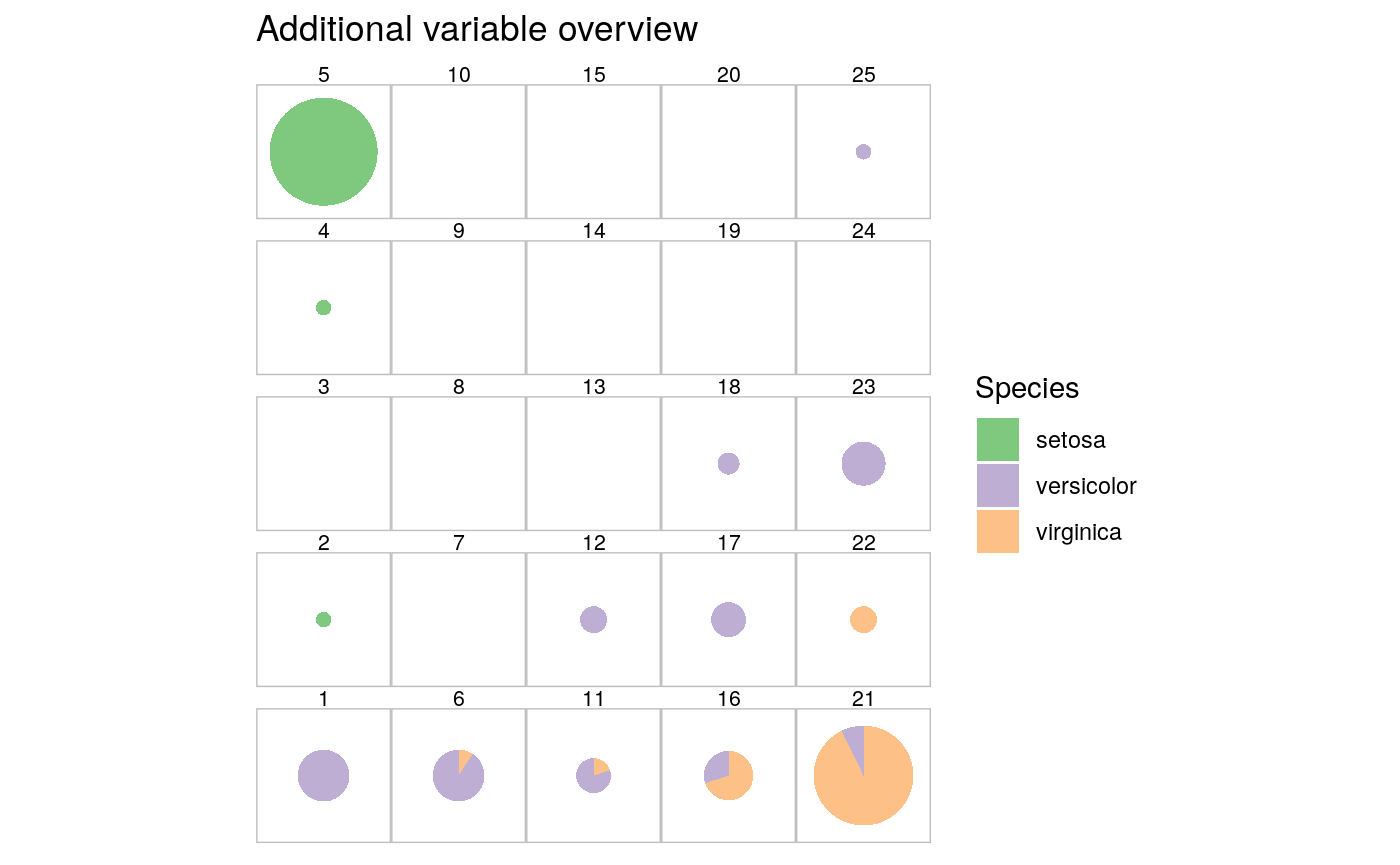 Additional variable overview
5 10 15 20 25
4 9 14 19 24
3 8 13 18 23
2 7 12 17 22
1 6 11 16 21
Species
setosa
versicolor
virginica